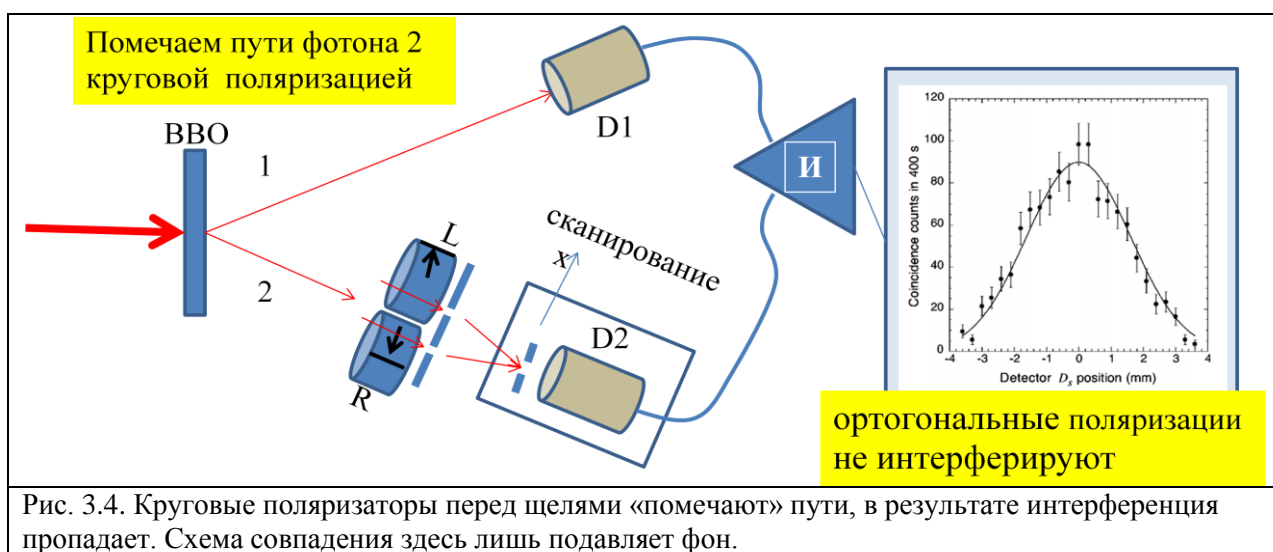 Помечаем пути фотона 2
круговой поляризацией
BBO
1
2
L
R
D1
И
сканирование
x
D2
Coincidence counts in 400 s
120
100
80
60
40
20
0
-4 -3 -2 -1 0 1 2 3 4
Detector Ds position (mm)
ортогональные поляризации
не интерферируют
Рис. 3.4. Круговые поляризаторы перед щелями «помечают» пути, в результате интерференция
пропадает. Схема совпадения здесь лишь подавляет фон.